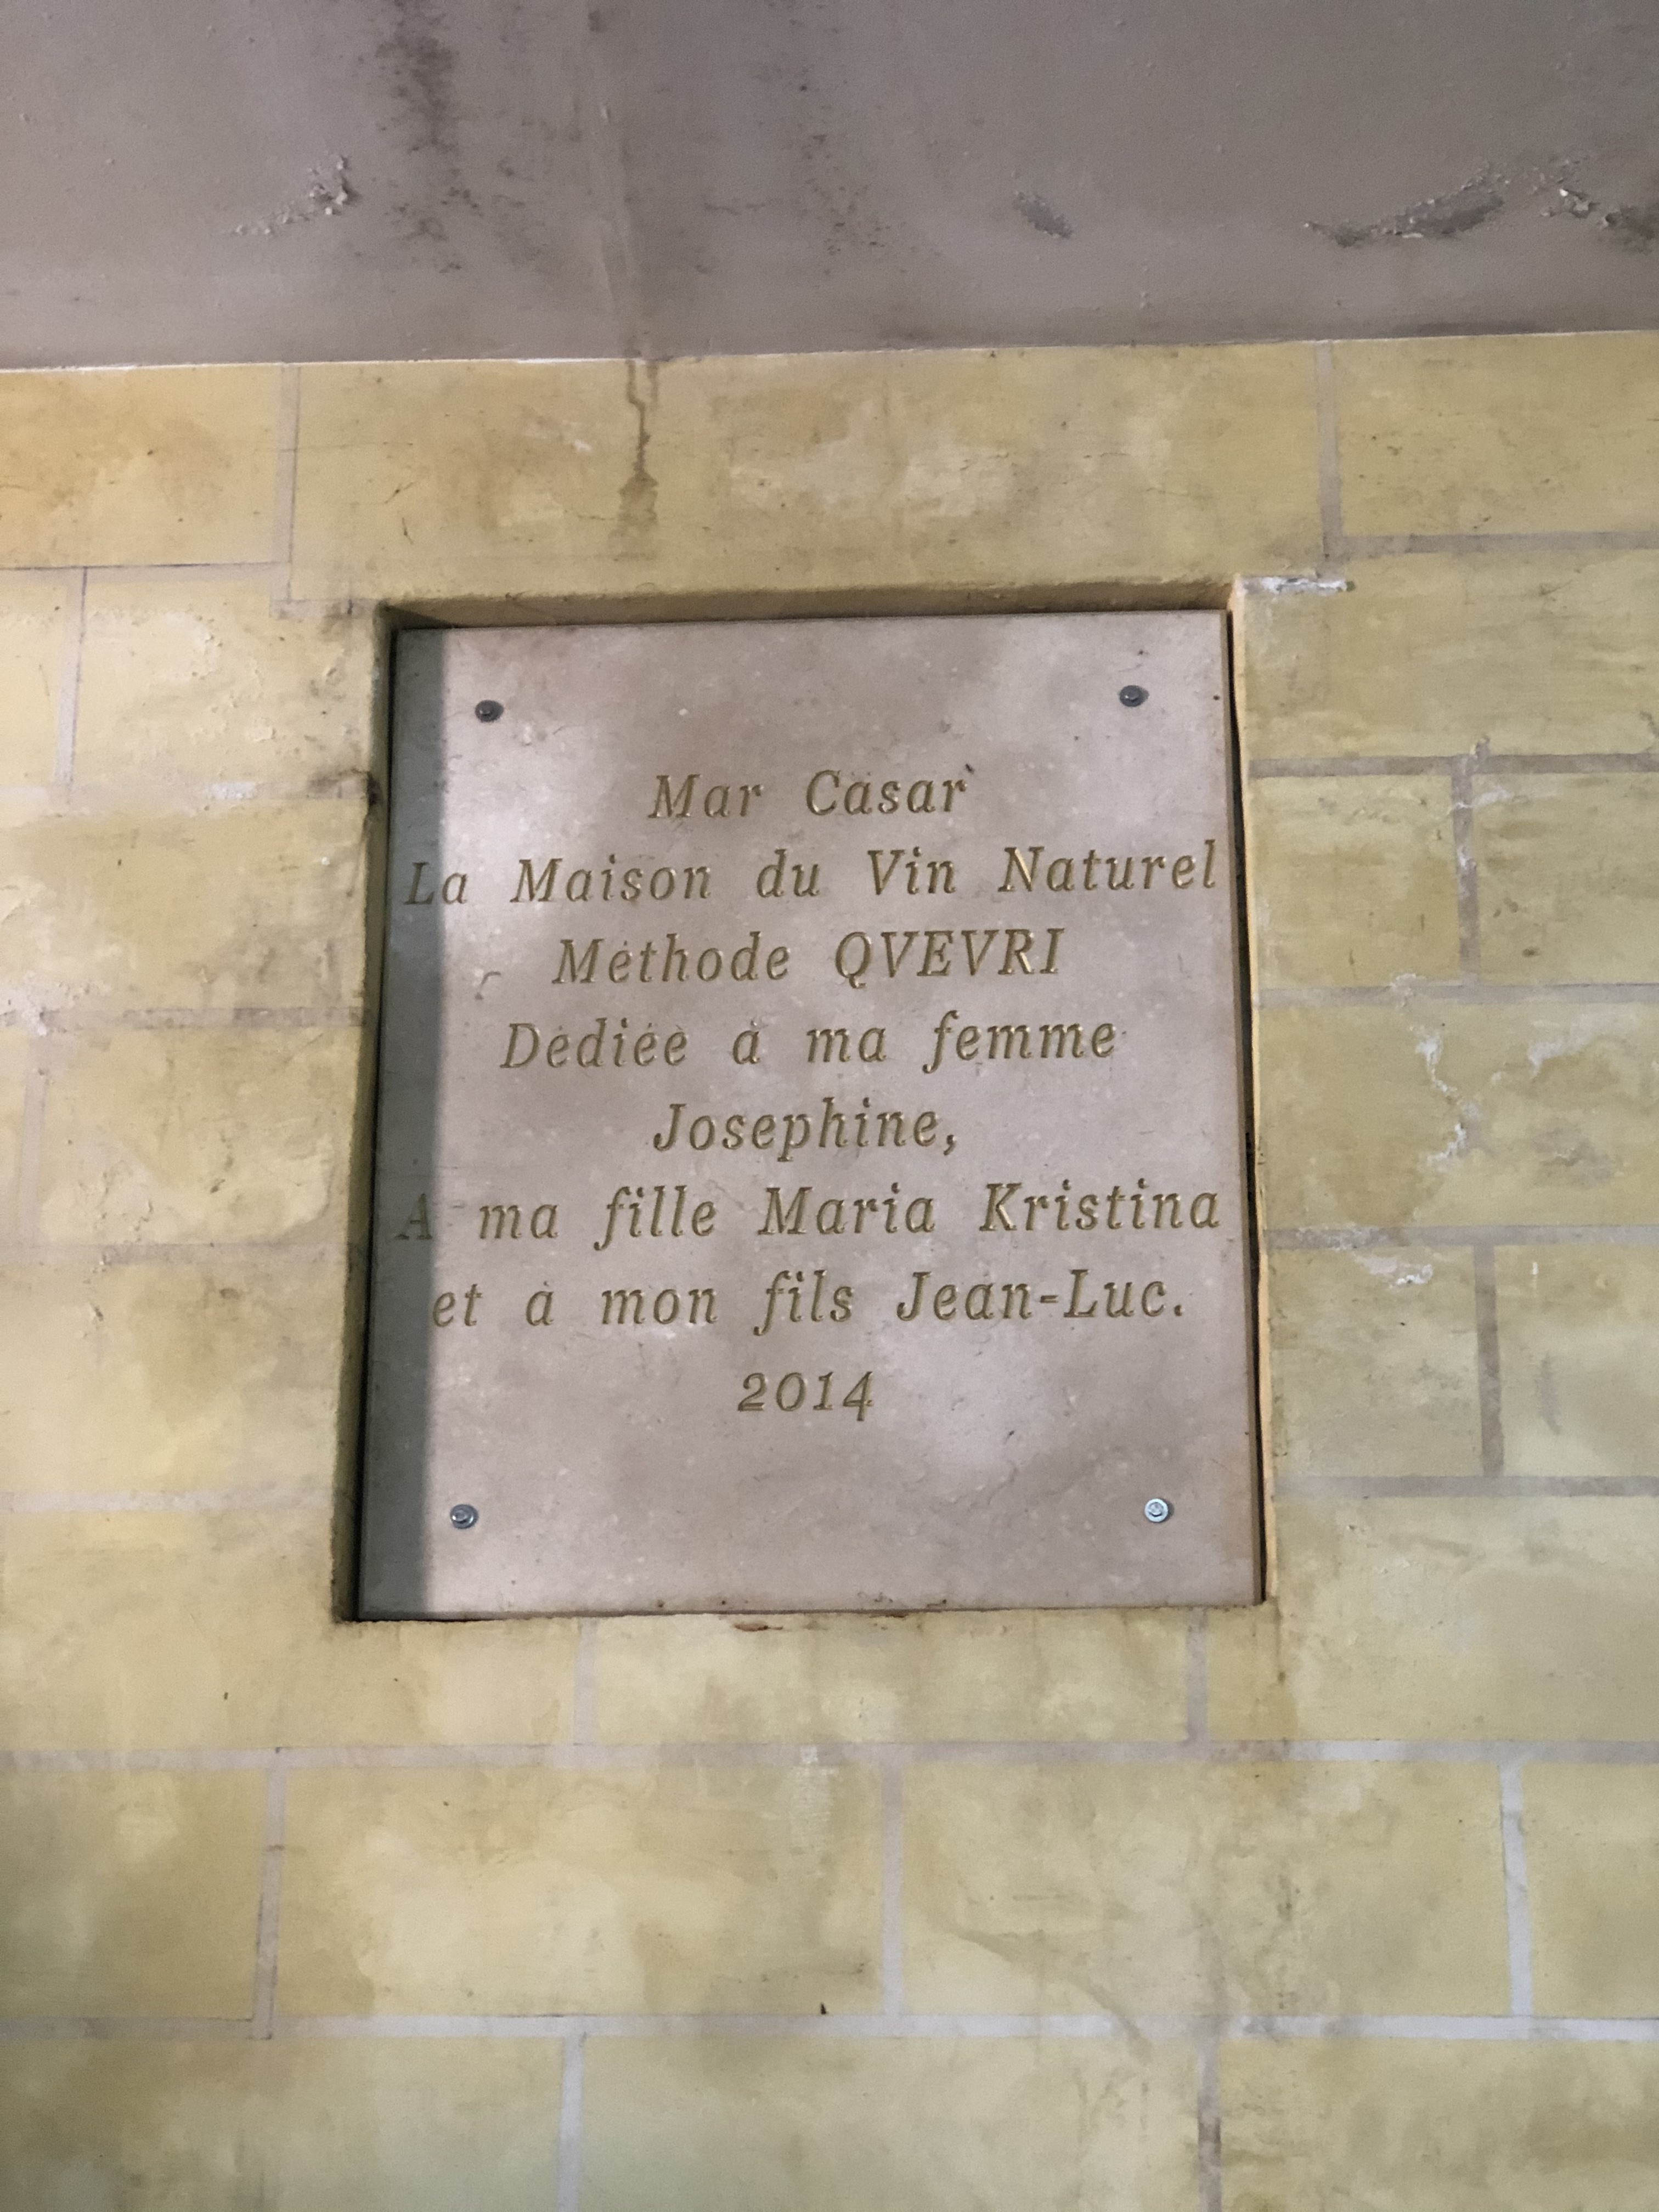 Mar Casar
La Maison du Vin Naturel
Méthode QVEVRI
Dédiée à ma femme
Josephine,
A ma fille Maria Kristina
et à mon fils Jean-Luc.
2014